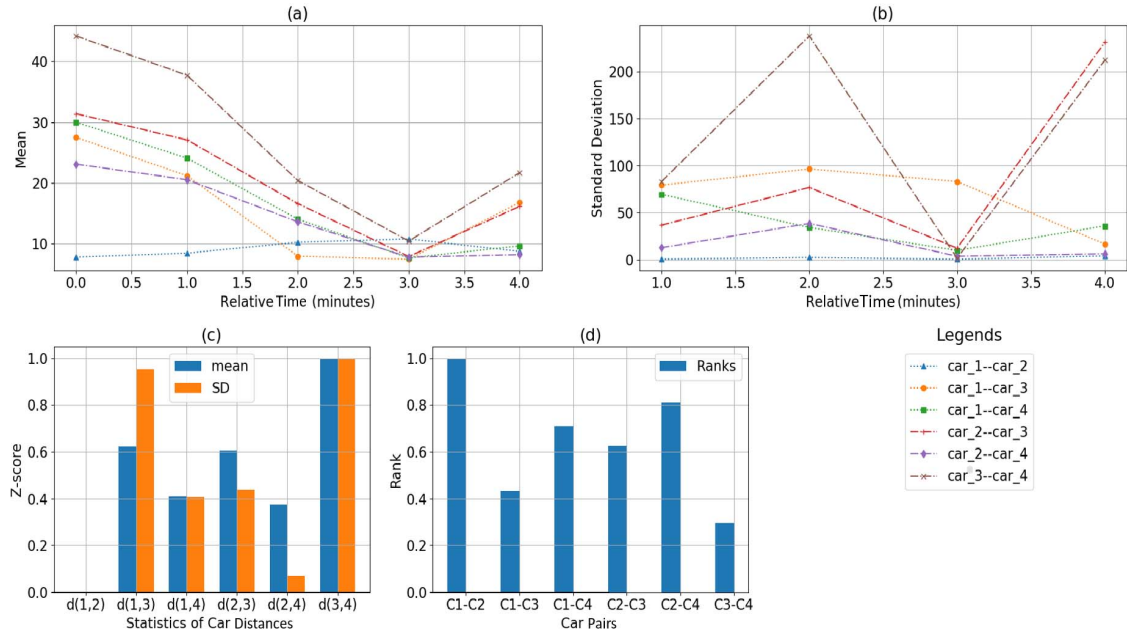 (a)
40
30
20
10
Mean
0.0 0.5 1.0 1.5 2.0 2.5 3.0 3.5 4.0
Relative Time (minutes)
(b)
200
150
100
50
0
Standard Deviation
1.0 1.5 2.0 2.5 3.0 3.5 4.0
Relative Time (minutes)
(c)
mean
SD
1.0
0.8
0.6
0.4
0.2
0.0
Z-score
d(1,2) d(1,3) d(1,4) d(2,3) d(2,4) d(3,4)
Statistics of Car Distances
(d)
Ranks
1.0
0.8
0.6
0.4
0.2
0.0
Rank
C1-C2 C1-C3 C1-C4 C2-C3 C2-C4 C3-C4
Car Pairs
Legends
car_1--car_2
car_1--car_3
car_1--car_4
car_2--car_3
car_2--car_4
car_3--car_4